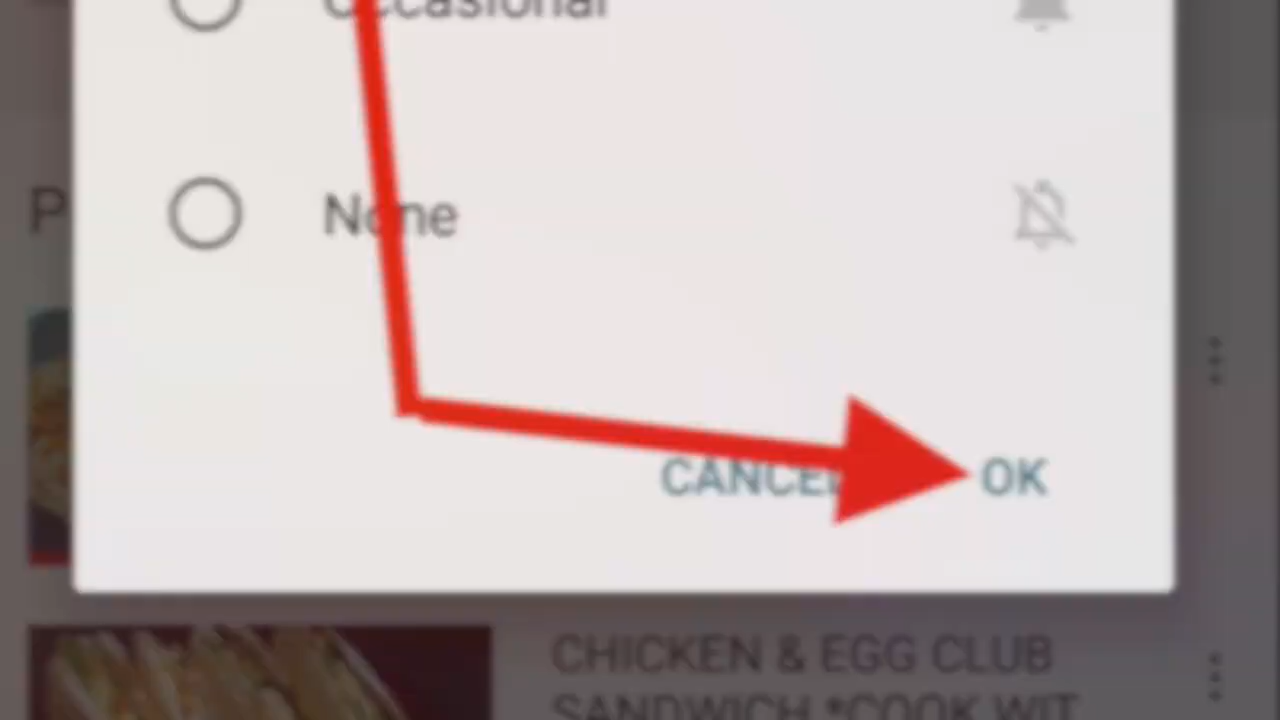 Occasional
None
CANCEL OK
P
CHICKEN & EGG CLUB
SANDWICH *COOK WIT